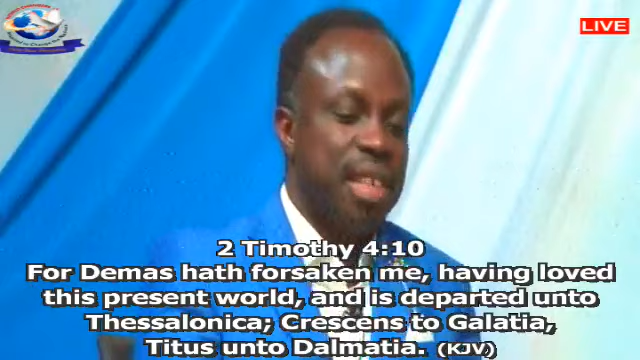 LIVE
2 Timothy 4:10
For Demas hath forsaken me, having loved
this present world, and is departed unto
Thessalonica; Crescens to Galatia,
Titus unto Dalmatia. (KJV)